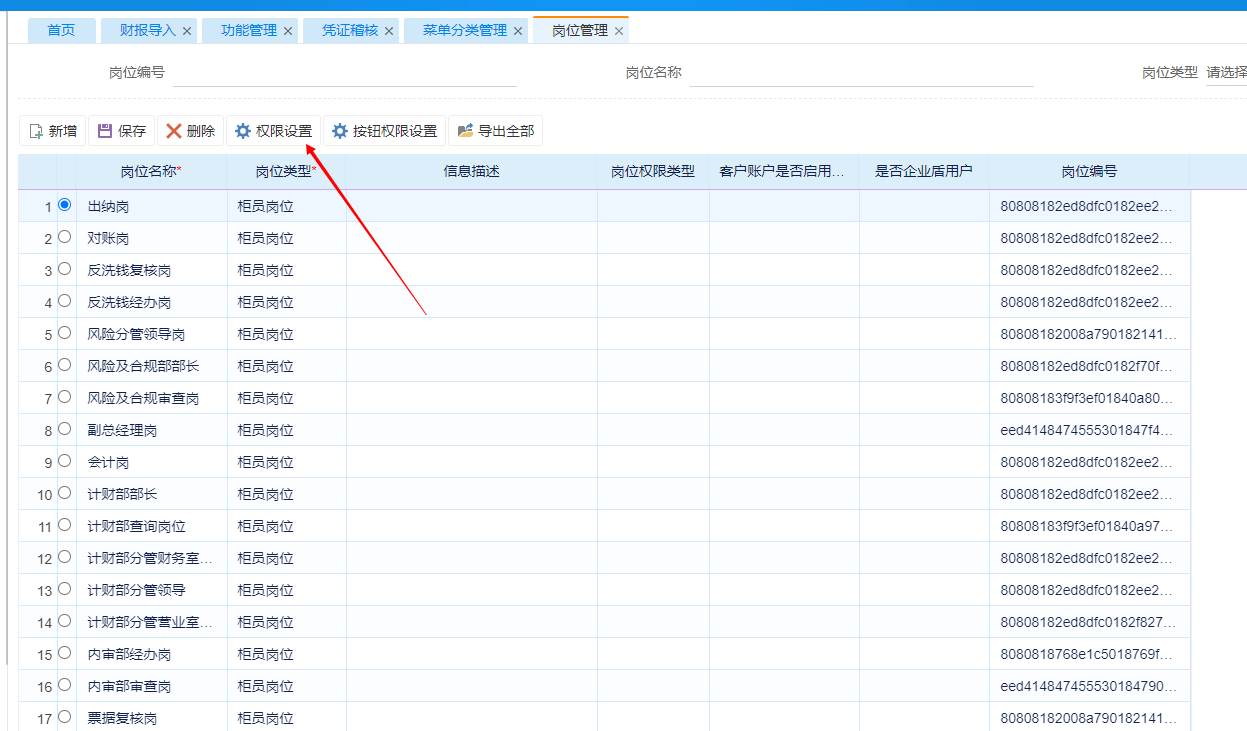 首页 财报导入 功能管理 凭证稽核 菜单分类管理 岗位管理
岗位编号 岗位名称 岗位类型 请选择
新增 保存 删除 权限设置 按钮权限设置 导出全部
岗位名称* 岗位类型* 信息描述 岗位权限类型 客户账户是否启用... 是否企业盾用户 岗位编号
1 出纳岗 柜员岗位 80808182ed8dfc0182ee2...
2 对账岗 柜员岗位 80808182ed8dfc0182ee2...
3 反洗钱复核岗 柜员岗位 80808182ed8dfc0182ee2...
4 反洗钱经办岗 柜员岗位 80808182ed8dfc0182ee2...
5 风险分管领导岗 柜员岗位 80808182008a790182141...
6 风险及合规部部长 柜员岗位 80808182ed8dfc0182f70f...
7 风险及合规审查岗 柜员岗位 80808183f9f3ef01840a80...
8 副总经理岗 柜员岗位 eed4148474555301847f4...
9 会计岗 柜员岗位 80808182ed8dfc0182ee2...
10 计财部部长 柜员岗位 80808182ed8dfc0182ee2...
11 计财部查询岗位 柜员岗位 80808183f9f3ef01840a97...
12 计财部分管财务室... 柜员岗位 80808182ed8dfc0182ee2...
13 计财部分管领导 柜员岗位 80808182ed8dfc0182ee2...
14 计财部分管营业室... 柜员岗位 80808182ed8dfc0182f827...
15 内审部经办岗 柜员岗位 8080818768e1c5018769f...
16 内审部审查岗 柜员岗位 eed414847455530184790...
17 票据复核岗 柜员岗位 80808182008a790182141...